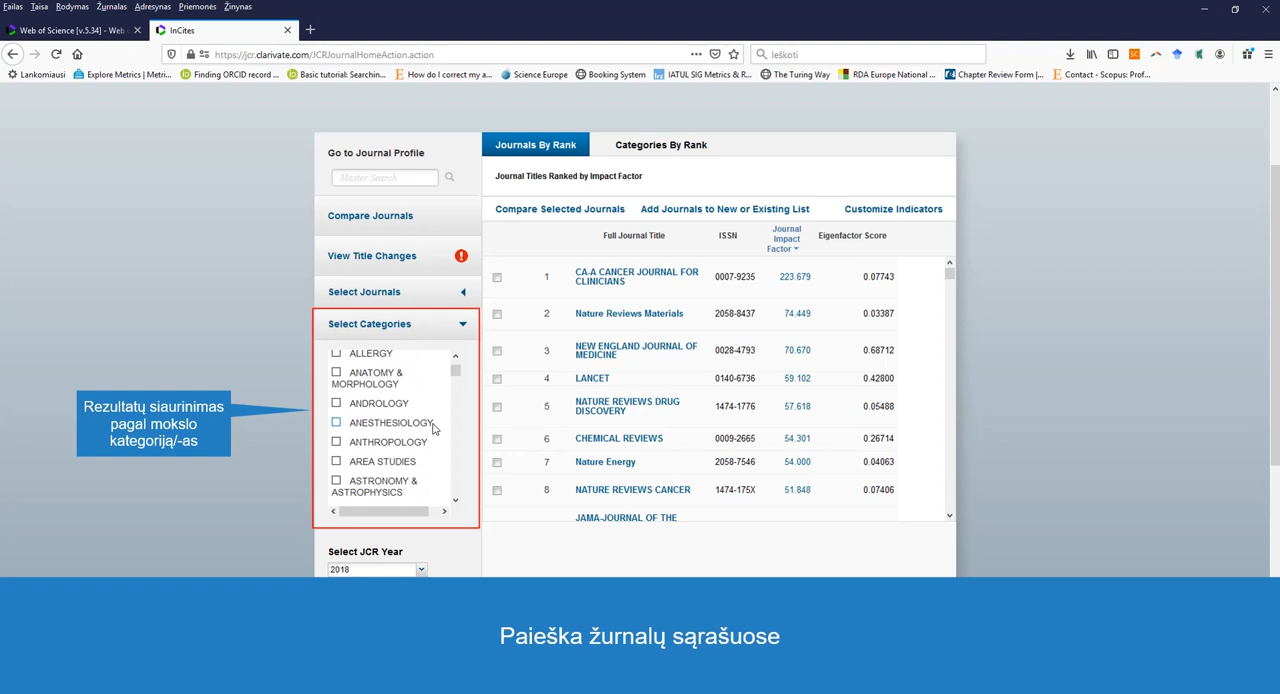 Failas Taisa Rodymas Žurnalas Adresynas Priemonės Žinynas
Web of Science [v.5.34] - Web
InCites
https://jcr.clarivate.com/JCRJournalHomeAction.action
Ieškoti
Lankomiausi
Explore Metrics | Metri...
Finding ORCID record ...
Basic tutorial: Searchin...
How do I correct my a...
Science Europe
Booking System
IATUL SIG Metrics & R...
The Turing Way
RDA Europe National ...
Chapter Review Form |...
Contact - Scopus: Prof...
Go to Journal Profile
Master Search
Compare Journals
View Title Changes
Select Journals
Select Categories
ALLERGY
ANATOMY &
MORPHOLOGY
ANDROLOGY
ANESTHESIOLOGY
ANTHROPOLOGY
AREA STUDIES
ASTRONOMY &
ASTROPHYSICS
Select JCR Year
2018
Rezultatų siaurinimas
pagal mokslo
kategoriją/-as
Journals By Rank
Categories By Rank
Journal Titles Ranked by Impact Factor
Compare Selected Journals
Add Journals to New or Existing List
Customize Indicators
Full Journal Title
ISSN
Journal
Impact
Factor
Eigenfactor Score
1 CA-A CANCER JOURNAL FOR
CLINICIANS 0007-9235 223.679 0.07743
2 Nature Reviews Materials 2058-8437 74.449 0.03387
3 NEW ENGLAND JOURNAL OF
MEDICINE 0028-4793 70.670 0.68712
4 LANCET 0140-6736 59.102 0.42800
5 NATURE REVIEWS DRUG
DISCOVERY 1474-1776 57.618 0.05488
6 CHEMICAL REVIEWS 0009-2665 54.301 0.26714
7 Nature Energy 2058-7546 54.000 0.04063
8 NATURE REVIEWS CANCER 1474-175X 51.848 0.07406
JAMA-JOURNAL OF THE
Paieška žurnalų sąrašuose